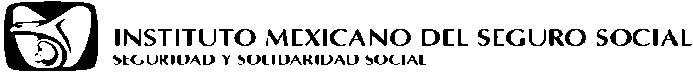 INSTITUTO MEXICANO DEL SEGURO SOCIAL
SEGURIDAD Y SOLIDARIDAD SOCIAL